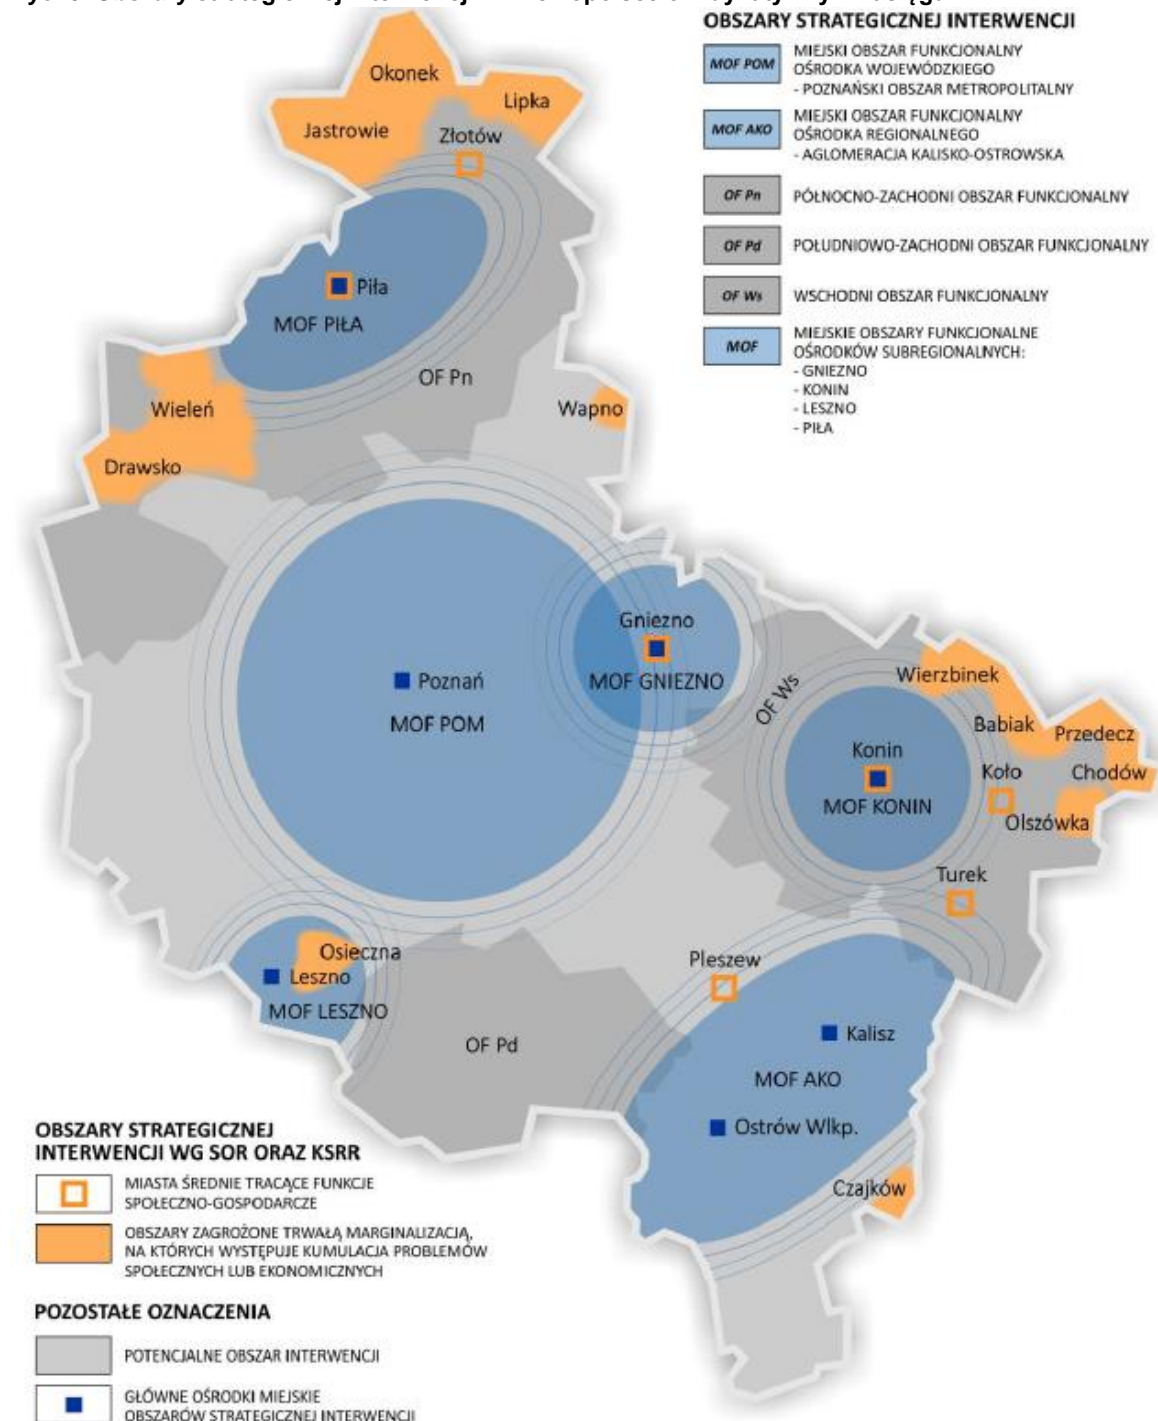 OBSZARY STRATEGICZNEJ INTERWENCJI
MOF POM
MIEJSKI OBSZAR FUNKCJONALNY
OŚRODKA WOJEWÓDZKIEGO
- POZNAŃSKI OBSZAR METROPOLITALNY
MOF AKO
MIEJSKI OBSZAR FUNKCJONALNY
OŚRODKA REGIONALNEGO
- AGLOMERACJA KALISKO-OSTROWSKA
OF Pn
PÓŁNOCNO-ZACHODNI OBSZAR FUNKCJONALNY
OF Pd
POŁUDNIOWO-ZACHODNI OBSZAR FUNKCJONALNY
OF Ws
WSCHODNI OBSZAR FUNKCJONALNY
MOF
MIEJSKIE OBSZARY FUNKCJONALNE
OŚRODKÓW SUBREGIONALNYCH:
- GNIEZNO
- KONIN
- LESZNO
- PIŁA
Okonek
Lipka
Jastrowie
Złotów
Piła
MOF PIŁA
OF Pn
Wieleń
Wapno
Drawsko
Gniezno
MOF GNIEZNO
Poznań
MOF POM
OF Ws
Wierzbinek
Babiak
Przedecz
Konin
Koło
Chodów
MOF KONIN
Olszówka
Turek
Osieczna
Leszno
MOF LESZNO
Pleszew
OF Pd
Kalisz
MOF AKO
Ostrów Wlkp.
Czajków
OBSZARY STRATEGICZNEJ
INTERWENCJI WG SOR ORAZ KSRR
MIASTA ŚREDNIE TRACĄCE FUNKCJE
SPOŁECZNO-GOSPODARCZE
OBSZARY ZAGROŻONE TRWAŁĄ MARGINALIZACJĄ,
NA KTÓRYCH WYSTĘPUJE KUMULACJA PROBLEMÓW
SPOŁECZNYCH LUB EKONOMICZNYCH
POZOSTAŁE OZNACZENIA
POTENCJALNE OBSZAR INTERWENCJI
GŁÓWNE OŚRODKI MIEJSKIE
OBSZARÓW STRATEGICZNEJ INTERWENCJI